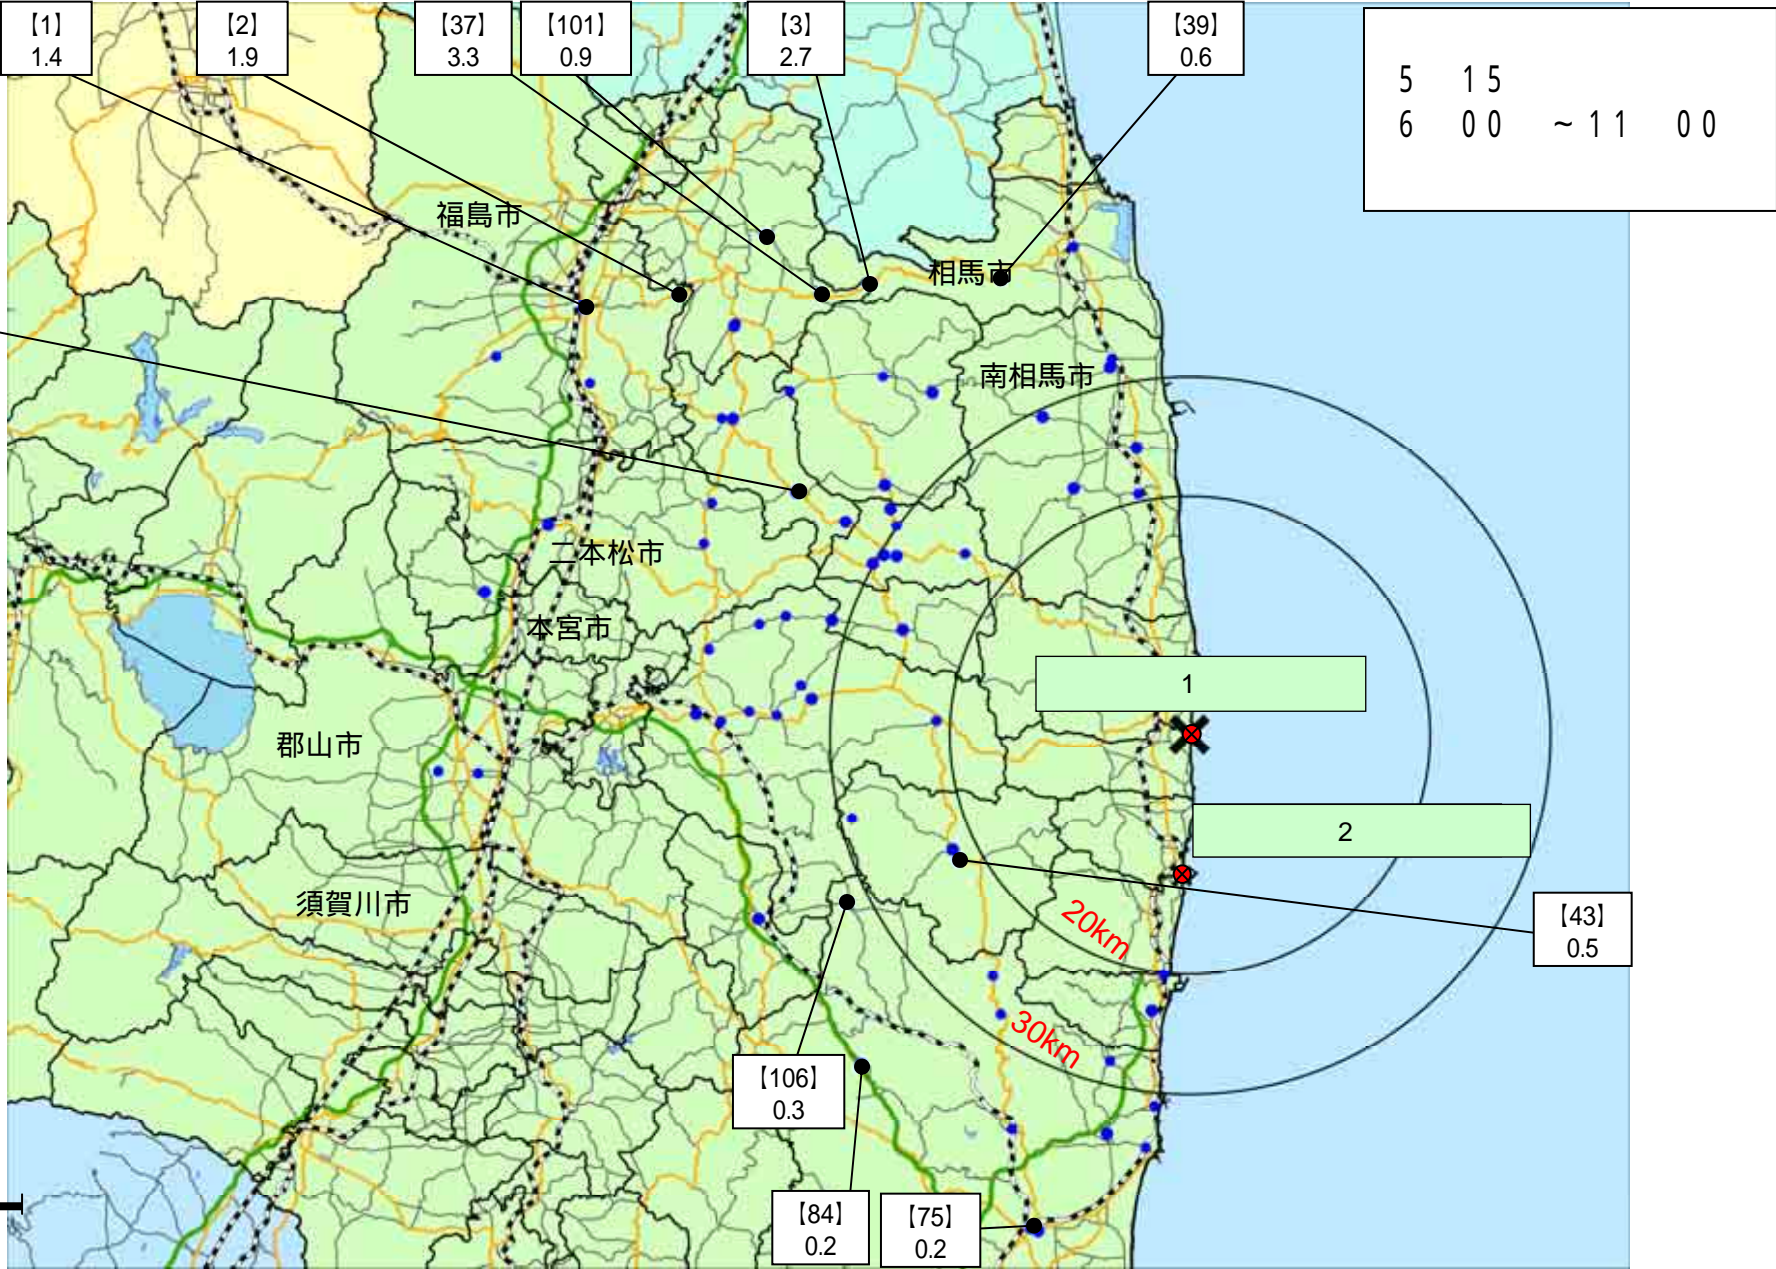 【1】
1.4
【2】
1.9
【37】
3.3
【101】
0.9
【3】
2.7
【39】
0.6
5 15
6 00 ~11 00
福島市
相馬市
南相馬市
二本松市
本宮市
1
郡山市
2
須賀川市
20km
【43】
0.5
30km
【106】
0.3
【84】
0.2
【75】
0.2